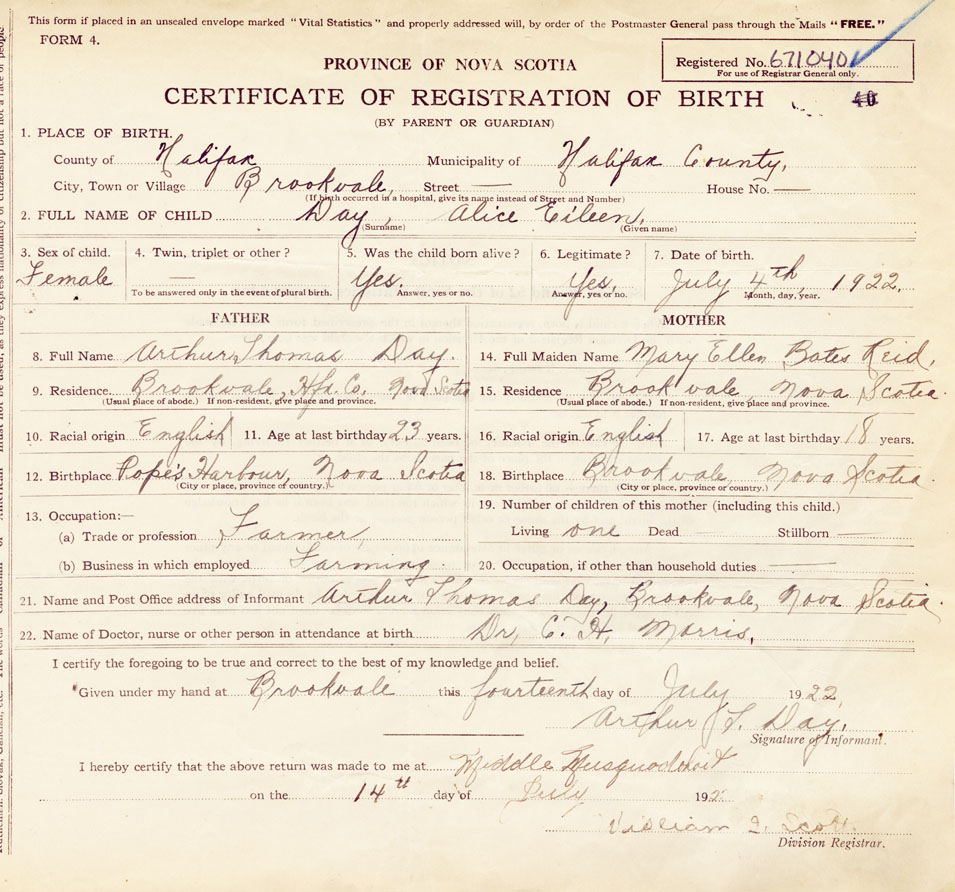 This form if placed in an unsealed envelope marked "Vital Statistics" and properly addressed will, by order of the Postmaster General pass through the Mails "FREE."
FORM 4.
Registered No. 671040
For use of Registrar General only.
PROVINCE OF NOVA SCOTIA
CERTIFICATE OF REGISTRATION OF BIRTH 40
(BY PARENT OR GUARDIAN)
1. PLACE OF BIRTH.
County of Halifax Municipality of Halifax County,
City, Town or Village Brookvale, Street — House No. —
(If birth occurred in a hospital, give its name instead of Street and Number)
2. FULL NAME OF CHILD Day, Alice Eileen,
(Surname) (Given name)
3. Sex of child. 4. Twin, triplet or other? 5. Was the child born alive? 6. Legitimate? 7. Date of birth.
Female — Yes. Yes, July 4th, 1922.
To be answered only in the event of plural birth. Answer, yes or no. Answer, yes or no. Month, day, year.
FATHER MOTHER
8. Full Name Arthur Thomas Day. 14. Full Maiden Name Mary Ellen Bates Reid.
9. Residence Brookvale, Hfx. Co. Nova Scotia 15. Residence Brookvale, Nova Scotia.
(Usual place of abode.) If non-resident, give place and province. (Usual place of abode.) If non-resident, give place and province.
10. Racial origin English 11. Age at last birthday 23 years. 16. Racial origin English 17. Age at last birthday 18 years.
12. Birthplace Pope's Harbour, Nova Scotia 18. Birthplace Brookvale, Nova Scotia.
(City or place, province or country.) (City or place, province or country.)
13. Occupation:— 19. Number of children of this mother (including this child.)
(a) Trade or profession Farmer, Living one Dead — Stillborn —
(b) Business in which employed Farming. 20. Occupation, if other than household duties —
21. Name and Post Office address of Informant Arthur Thomas Day, Brookvale, Nova Scotia.
22. Name of Doctor, nurse or other person in attendance at birth Dr, C. H. Morris,
I certify the foregoing to be true and correct to the best of my knowledge and belief.
Given under my hand at Brookvale this fourteenth day of July 1922,
Arthur T. Day.
Signature of Informant.
I hereby certify that the above return was made to me at Middle Musquodoboit
on the 14th day of July 192
William J. Scott.
Division Registrar.